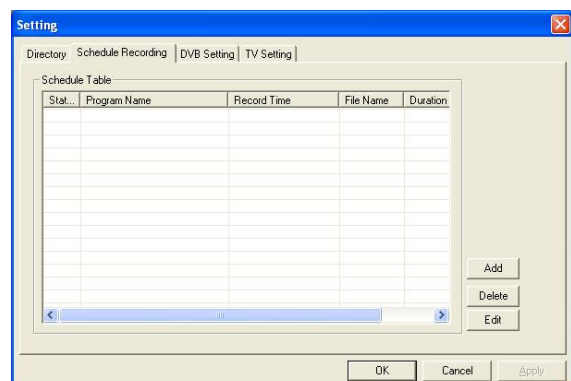 Setting
Directory Schedule Recording DVB Setting TV Setting
Schedule Table
Stat... Program Name Record Time File Name Duration
Add
Delete
Edit
OK Cancel Apply